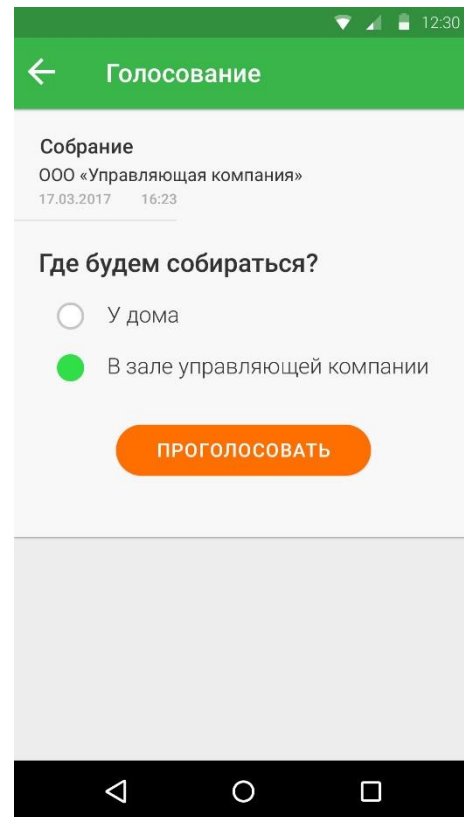 12:30
Голосование
Собрание
ООО «Управляющая компания»
17.03.2017 16:23
Где будем собираться?
У дома
В зале управляющей компании
ПРОГОЛОСОВАТЬ